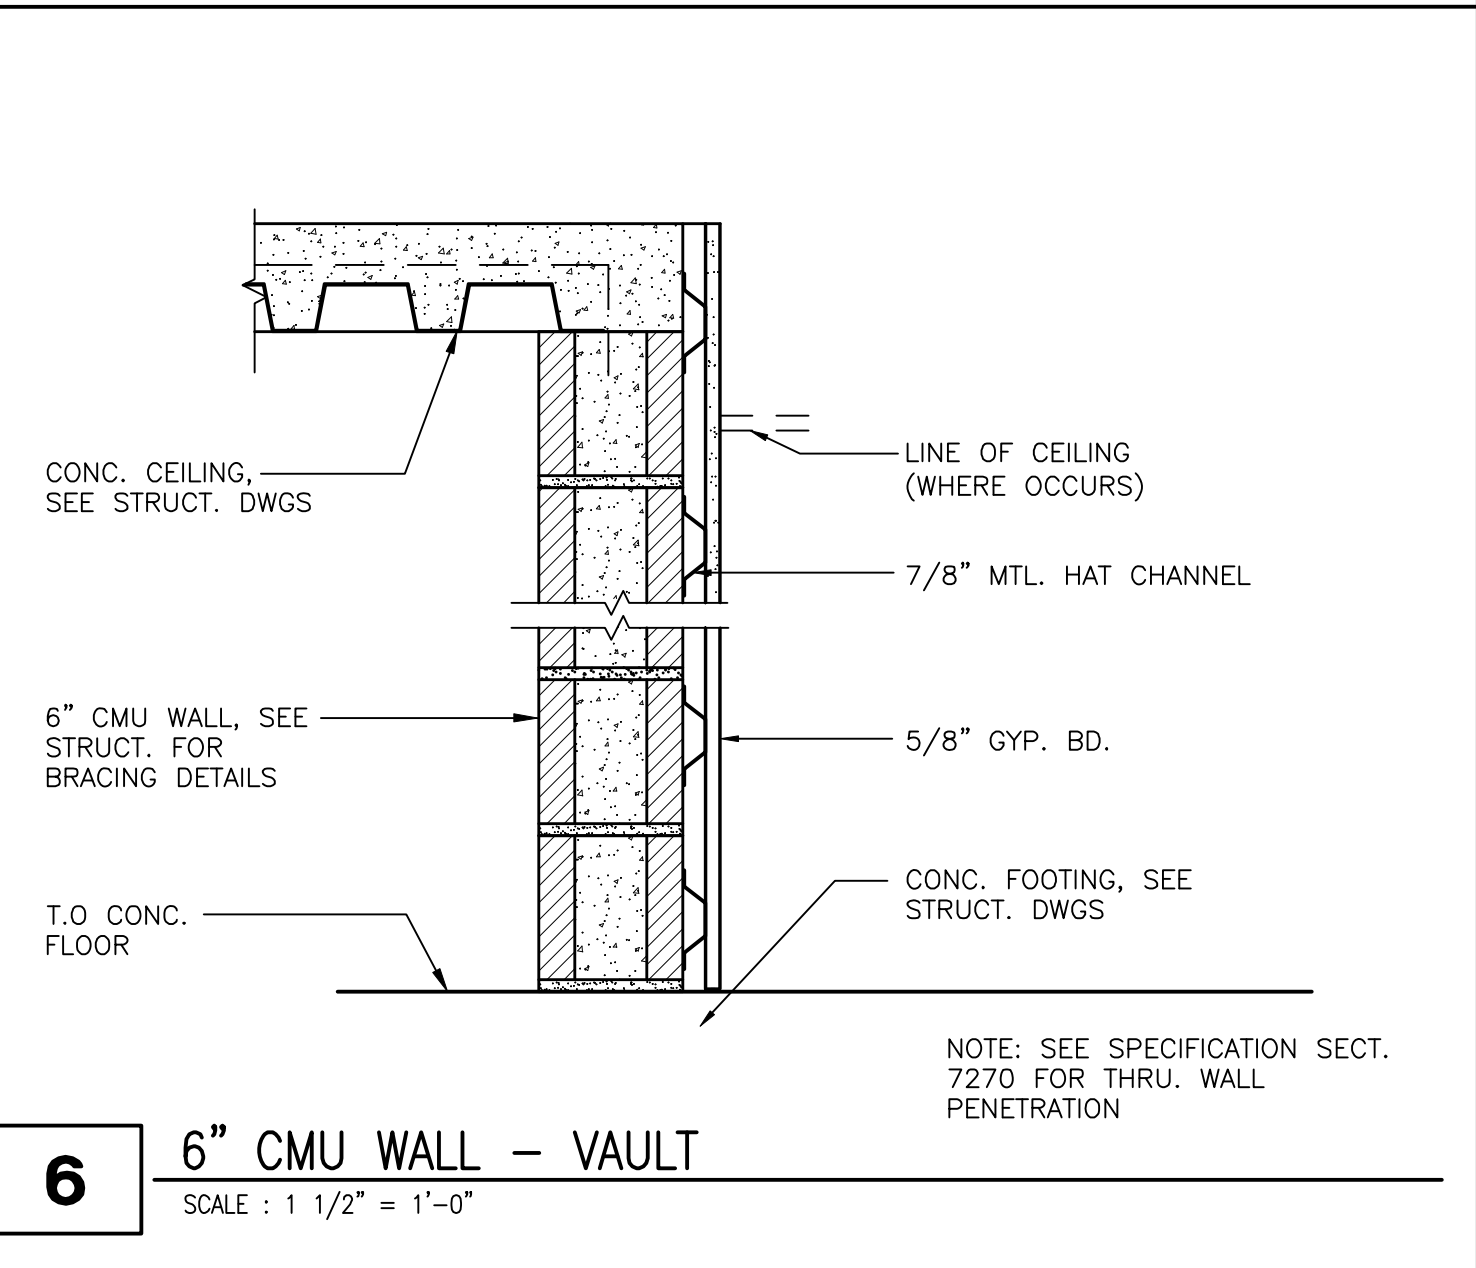 CONC. CEILING,
SEE STRUCT. DWGS
LINE OF CEILING
(WHERE OCCURS)
7/8” MTL. HAT CHANNEL
6” CMU WALL, SEE
STRUCT. FOR
BRACING DETAILS
5/8” GYP. BD.
CONC. FOOTING, SEE
STRUCT. DWGS
T.O CONC.
FLOOR
NOTE: SEE SPECIFICATION SECT.
7270 FOR THRU. WALL
PENETRATION
6
6” CMU WALL – VAULT
SCALE : 1 1/2” = 1'–0”